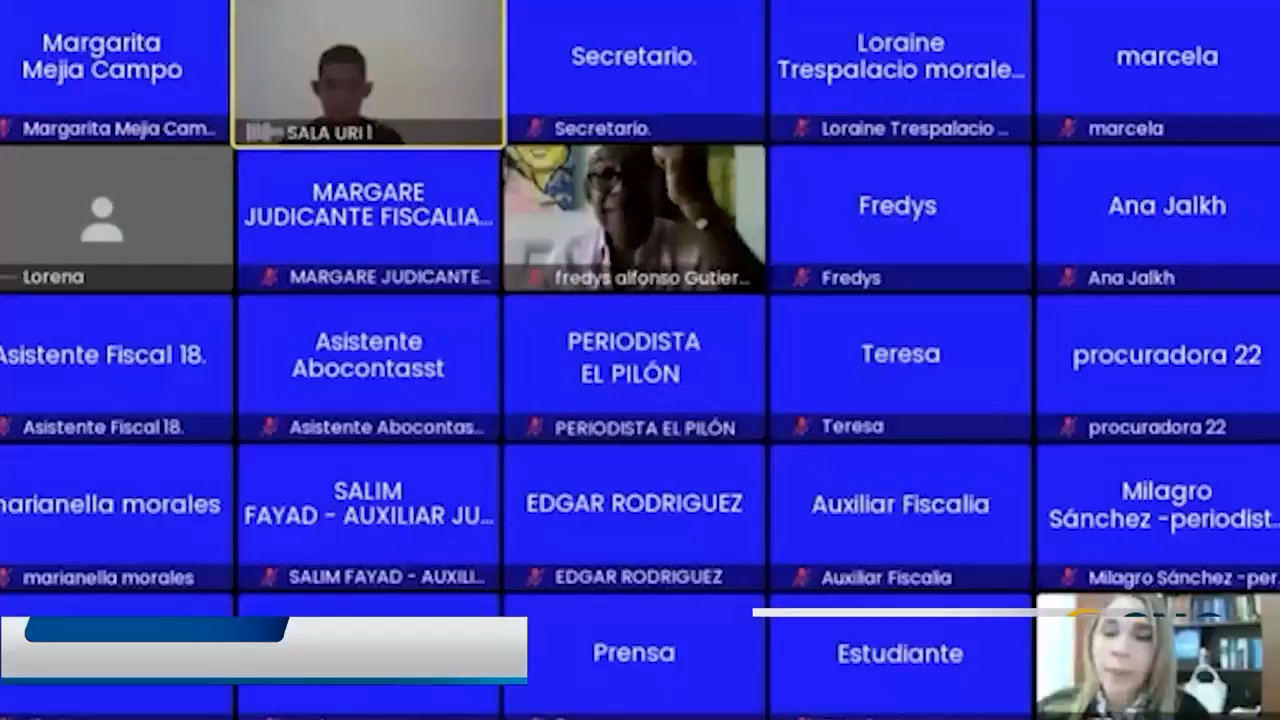 Margarita
Mejia Campo
Margarita Mejia Cam...
SALA URI 1
Secretario.
Secretario.
Loraine
Trespalacio morale...
Loraine Trespalacio ...
marcela
marcela
Lorena
MARGARE
JUDICANTE FISCALIA...
MARGARE JUDICANTE...
fredys alfonso Gutier...
Fredys
Fredys
Ana Jalkh
Ana Jalkh
Asistente Fiscal 18.
Asistente Fiscal 18.
Asistente
Abocontasst
Asistente Abocontas...
PERIODISTA
EL PILÓN
PERIODISTA EL PILÓN
Teresa
Teresa
procuradora 22
procuradora 22
marianella morales
marianella morales
SALIM
FAYAD - AUXILIAR JU...
SALIM FAYAD - AUXILI...
EDGAR RODRIGUEZ
EDGAR RODRIGUEZ
Auxiliar Fiscalia
Auxiliar Fiscalia
Milagro
Sánchez -periodist...
Milagro Sánchez -per
Prensa
Estudiante